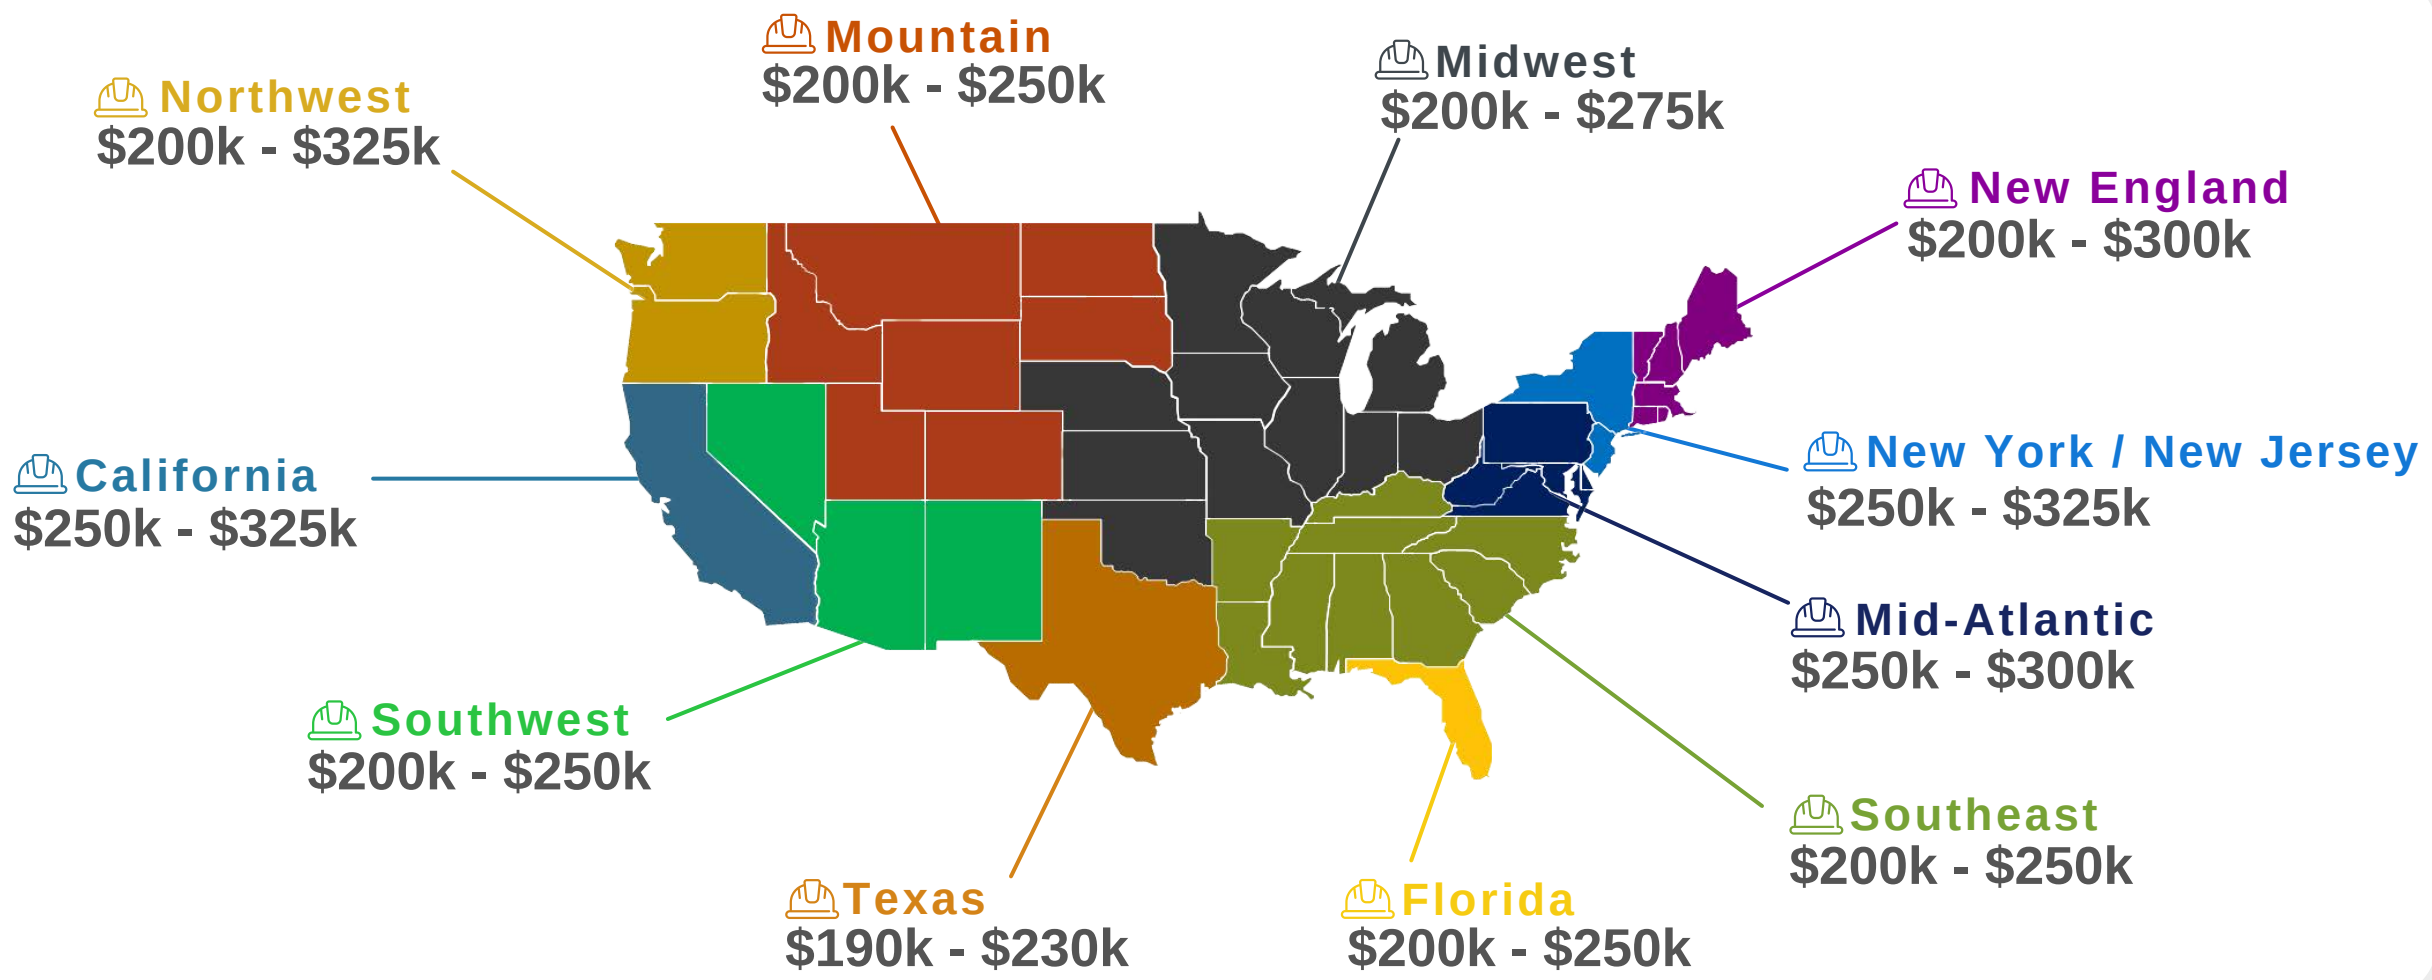 Mountain
$200k - $250k
Midwest
$200k - $275k
Northwest
$200k - $325k
New England
$200k - $300k
California
$250k - $325k
New York / New Jersey
$250k - $325k
Mid-Atlantic
$250k - $300k
Southwest
$200k - $250k
Southeast
$200k - $250k
Texas
$190k - $230k
Florida
$200k - $250k